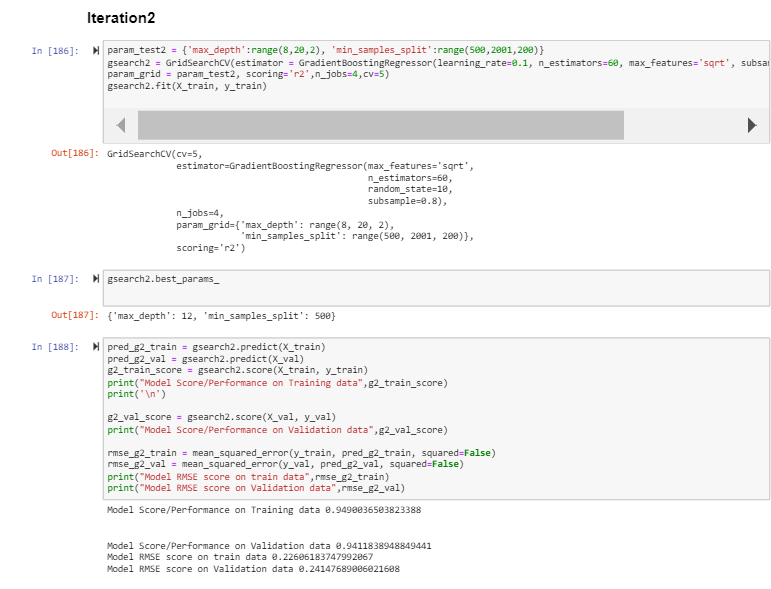 Iteration2
In [186]: param_test2 = {'max_depth':range(8,20,2), 'min_samples_split':range(500,2001,200)}
gsearch2 = GridSearchCV(estimator = GradientBoostingRegressor(learning_rate=0.1, n_estimators=60, max_features='sqrt', subsa
param_grid = param_test2, scoring='r2',n_jobs=4,cv=5)
gsearch2.fit(X_train, y_train)
Out[186]: GridSearchCV(cv=5,
estimator=GradientBoostingRegressor(max_features='sqrt',
n_estimators=60,
random_state=10,
subsample=0.8),
n_jobs=4,
param_grid={'max_depth': range(8, 20, 2),
'min_samples_split': range(500, 2001, 200)},
scoring='r2')
In [187]: gsearch2.best_params_
Out[187]: {'max_depth': 12, 'min_samples_split': 500}
In [188]: pred_g2_train = gsearch2.predict(X_train)
pred_g2_val = gsearch2.predict(X_val)
g2_train_score = gsearch2.score(X_train, y_train)
print("Model Score/Performance on Training data",g2_train_score)
print('\n')
g2_val_score = gsearch2.score(X_val, y_val)
print("Model Score/Performance on Validation data",g2_val_score)
rmse_g2_train = mean_squared_error(y_train, pred_g2_train, squared=False)
rmse_g2_val = mean_squared_error(y_val, pred_g2_val, squared=False)
print("Model RMSE score on train data",rmse_g2_train)
print("Model RMSE score on Validation data",rmse_g2_val)
Model Score/Performance on Training data 0.9490036503823388
Model Score/Performance on Validation data 0.9411838948849441
Model RMSE score on train data 0.22606183747992067
Model RMSE score on Validation data 0.24147689006021608